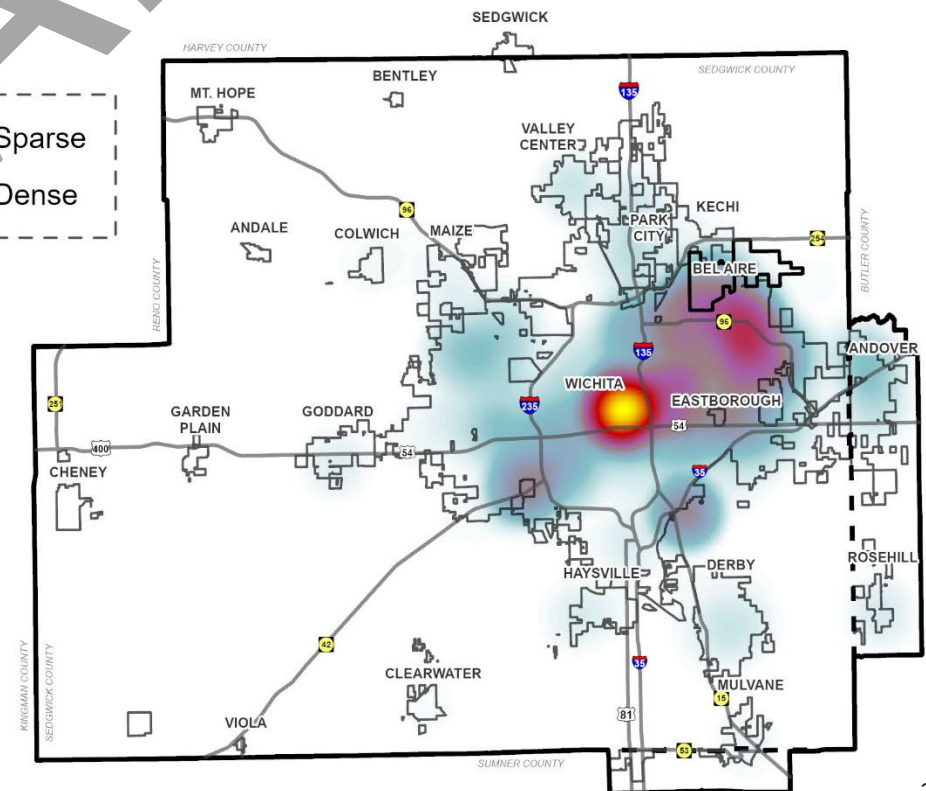 SEDGWICK
HARVEY COUNTY
SEDGWICK COUNTY
BENTLEY
MT. HOPE
135
Sparse
Dense
VALLEY
CENTER
96
ANDALE
COLWICH
MAIZE
PARK
CITY
KECHI
254
BEL AIRE
RENO COUNTY
BUTLER COUNTY
96
135
ANDOVER
WICHITA
EASTBOROUGH
251
235
GARDEN
PLAIN
GODDARD
54
400
54
CHENEY
35
HAYSVILLE
DERBY
ROSEHILL
42
35
CLEARWATER
MULVANE
15
81
KINGMAN COUNTY
SEDGWICK COUNTY
VIOLA
53
SUMNER COUNTY